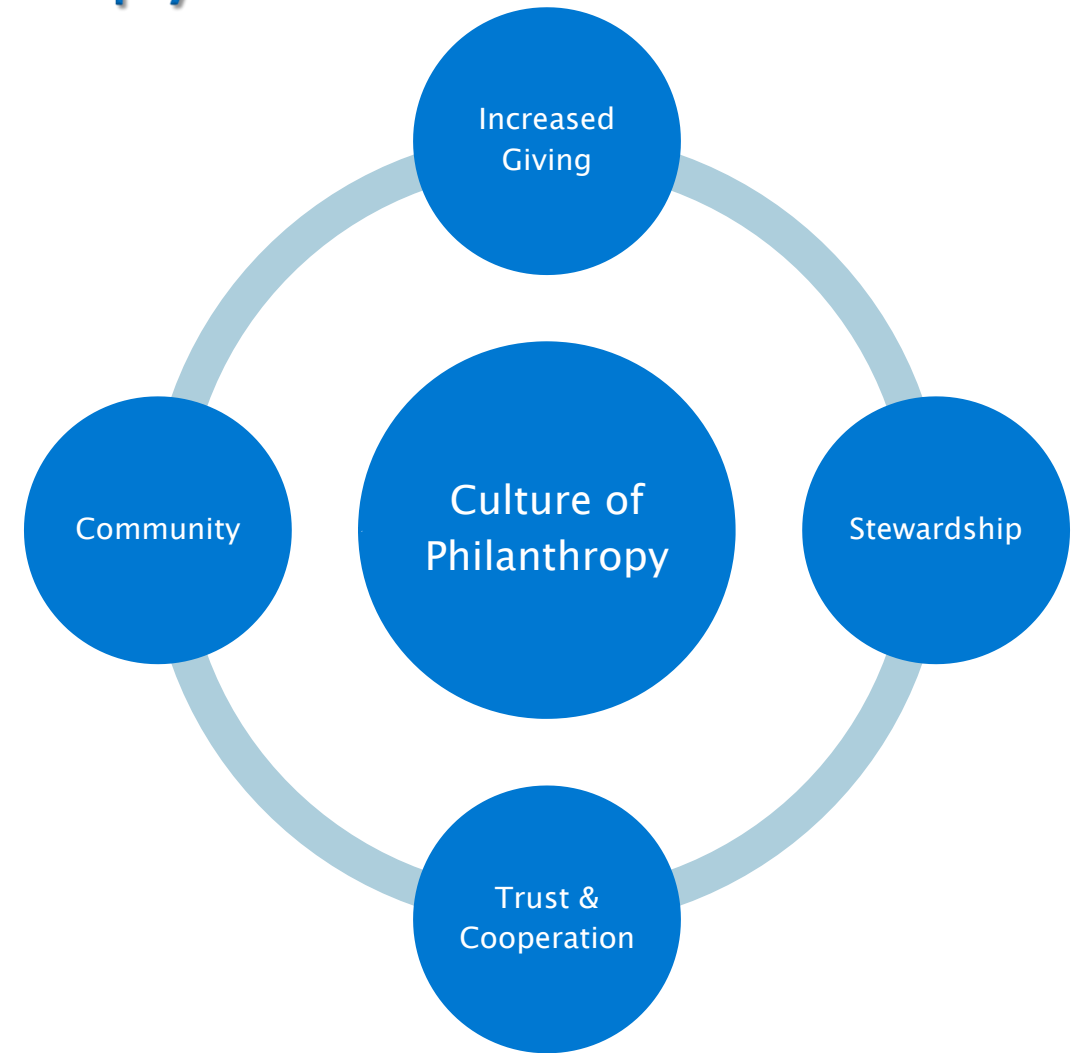 Increased
Giving
Community
Culture of
Philanthropy
Stewardship
Trust &
Cooperation